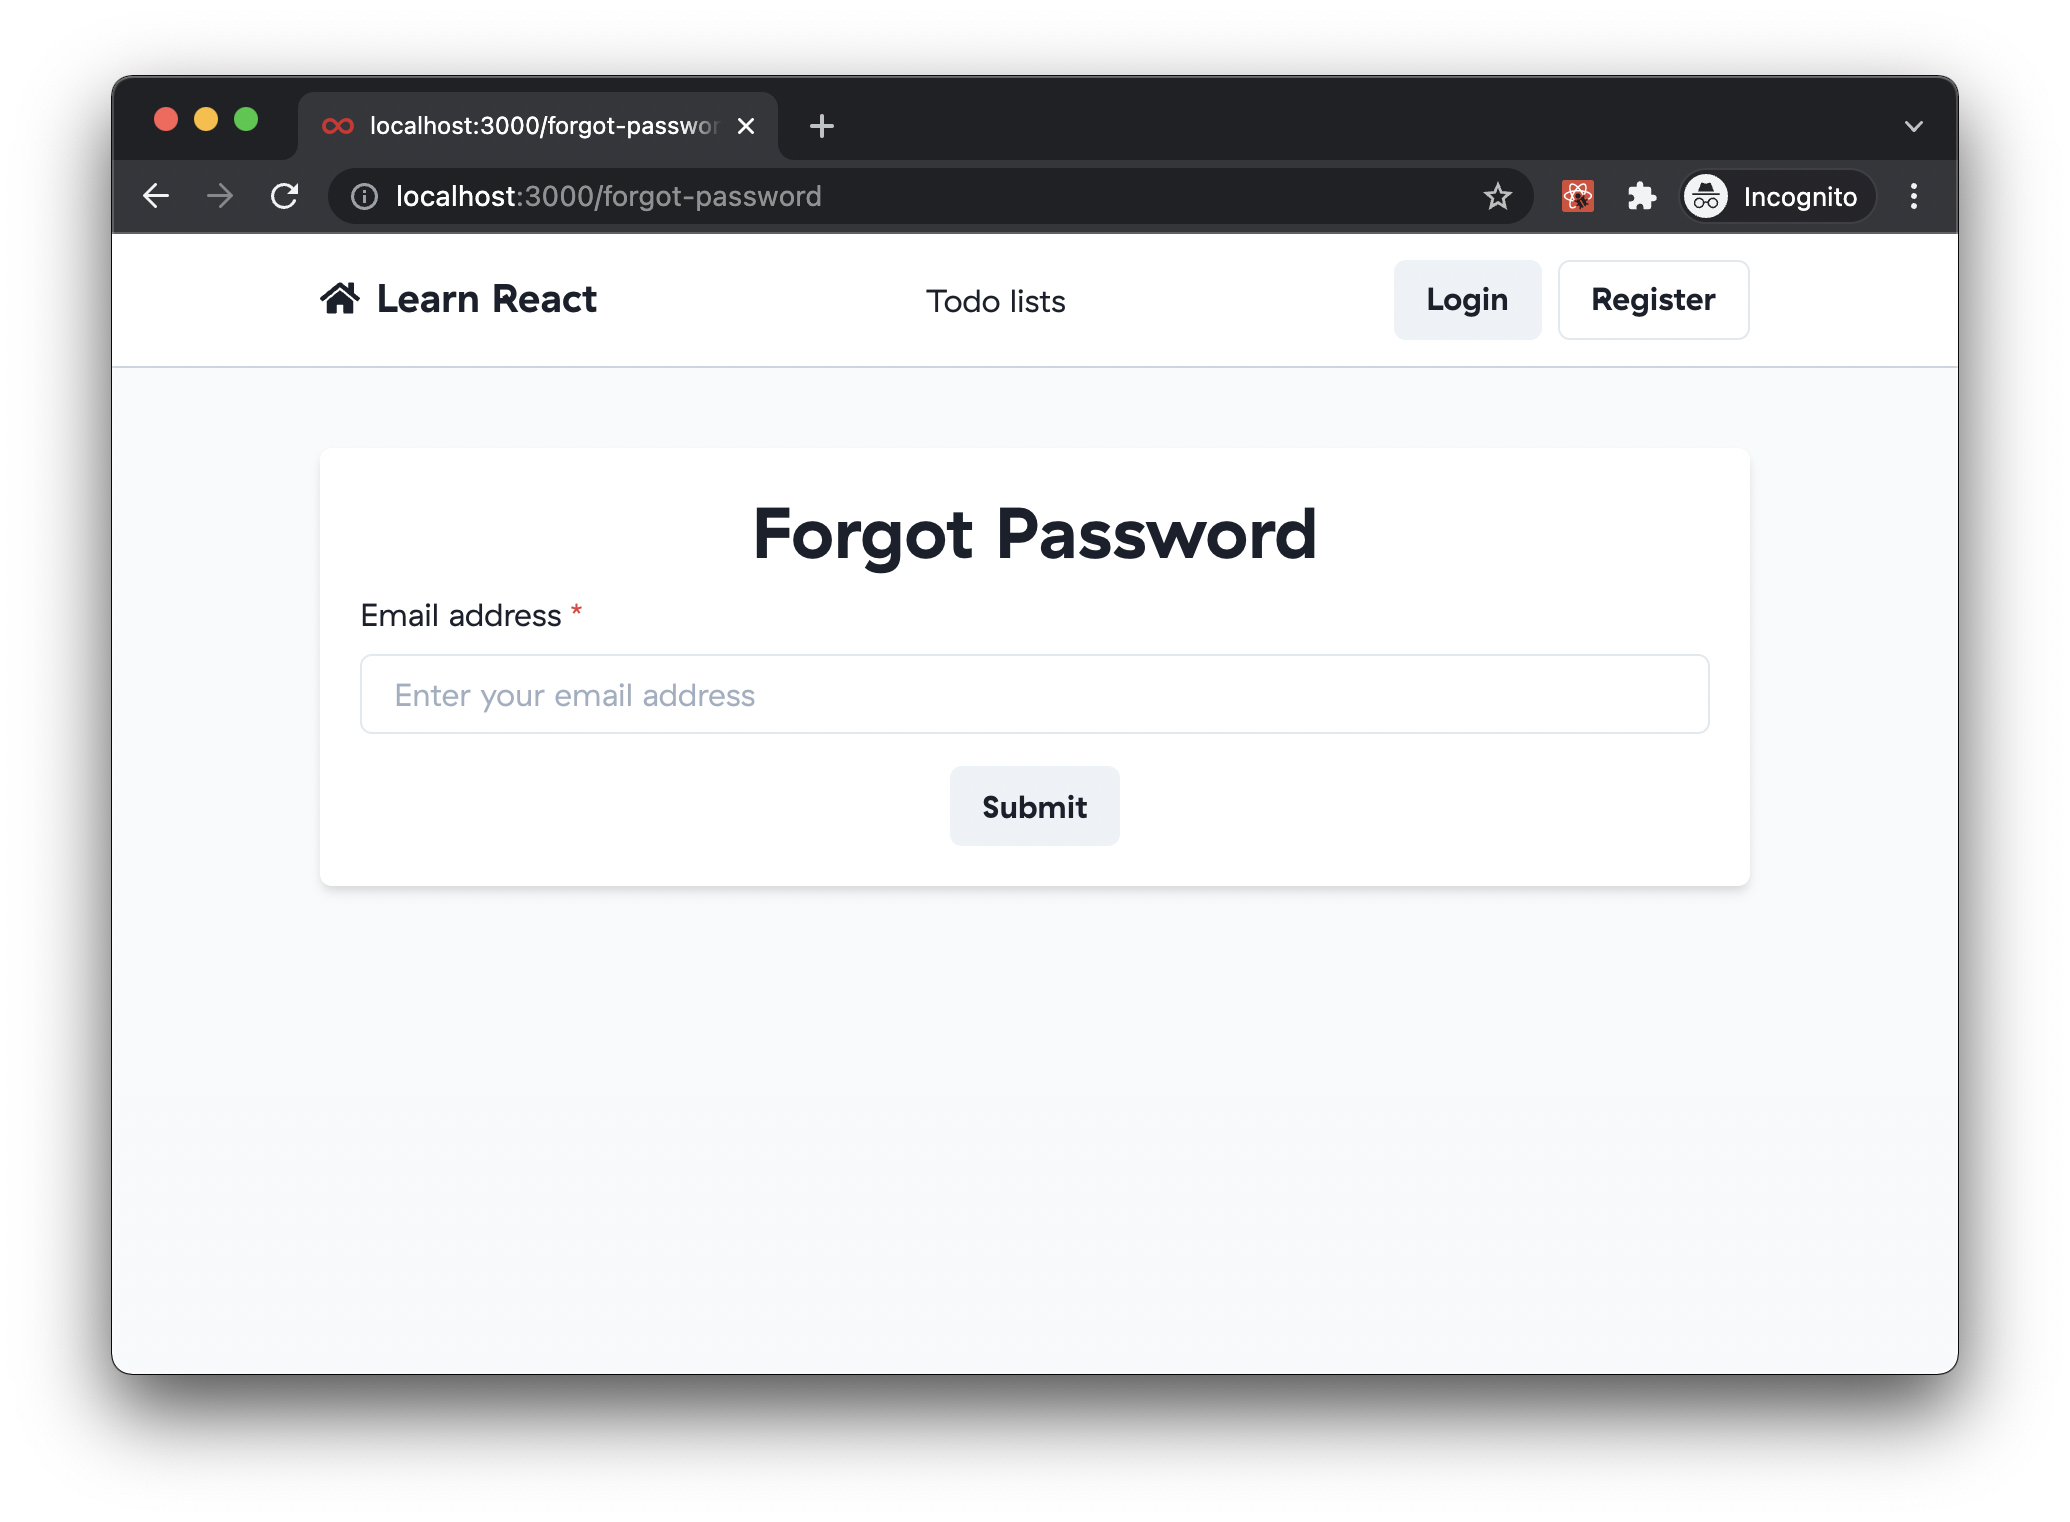 localhost:3000/forgot-passwor
localhost:3000/forgot-password
Incognito
Learn React
Todo lists
Login
Register
Forgot Password
Email address *
Enter your email address
Submit